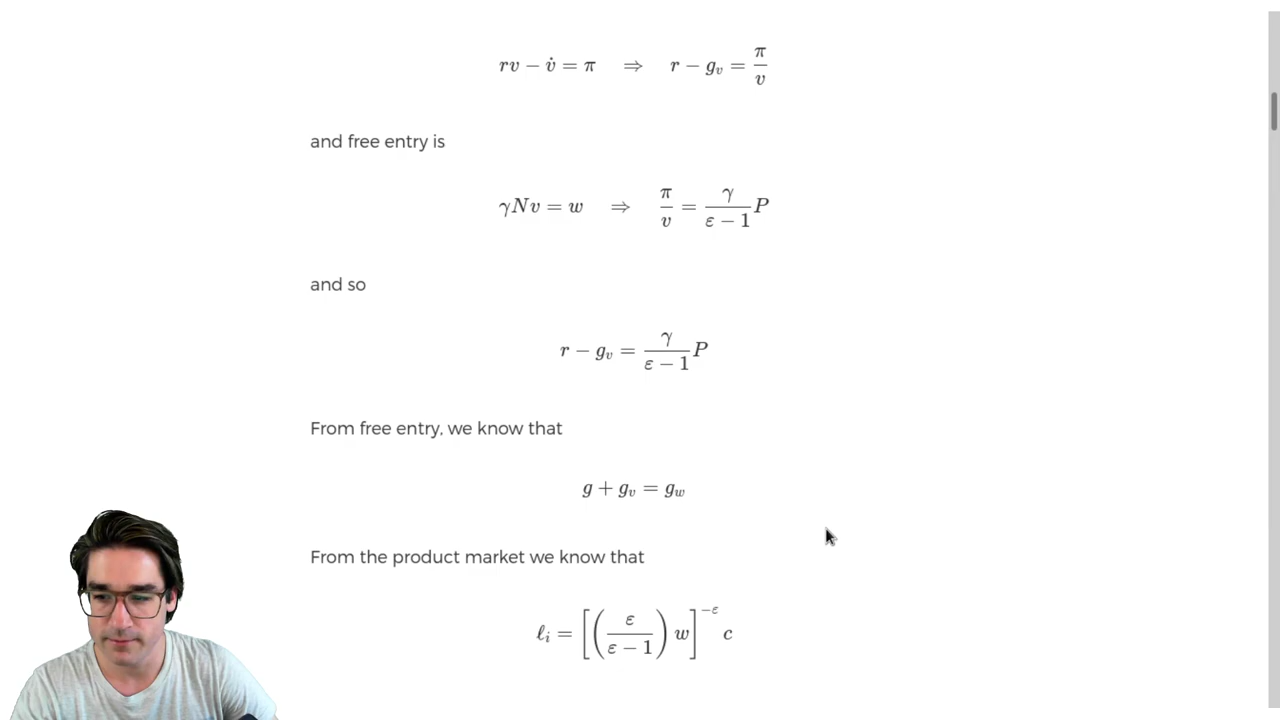 rv − v̇ = π ⇒ r − g_v = π/v
and free entry is
γNv = w ⇒ π/v = γ/(ε − 1) P
and so
r − g_v = γ/(ε − 1) P
From free entry, we know that
g + g_v = g_w
From the product market we know that
ℓ_i = [(ε/(ε − 1)) w]^{−ε} c